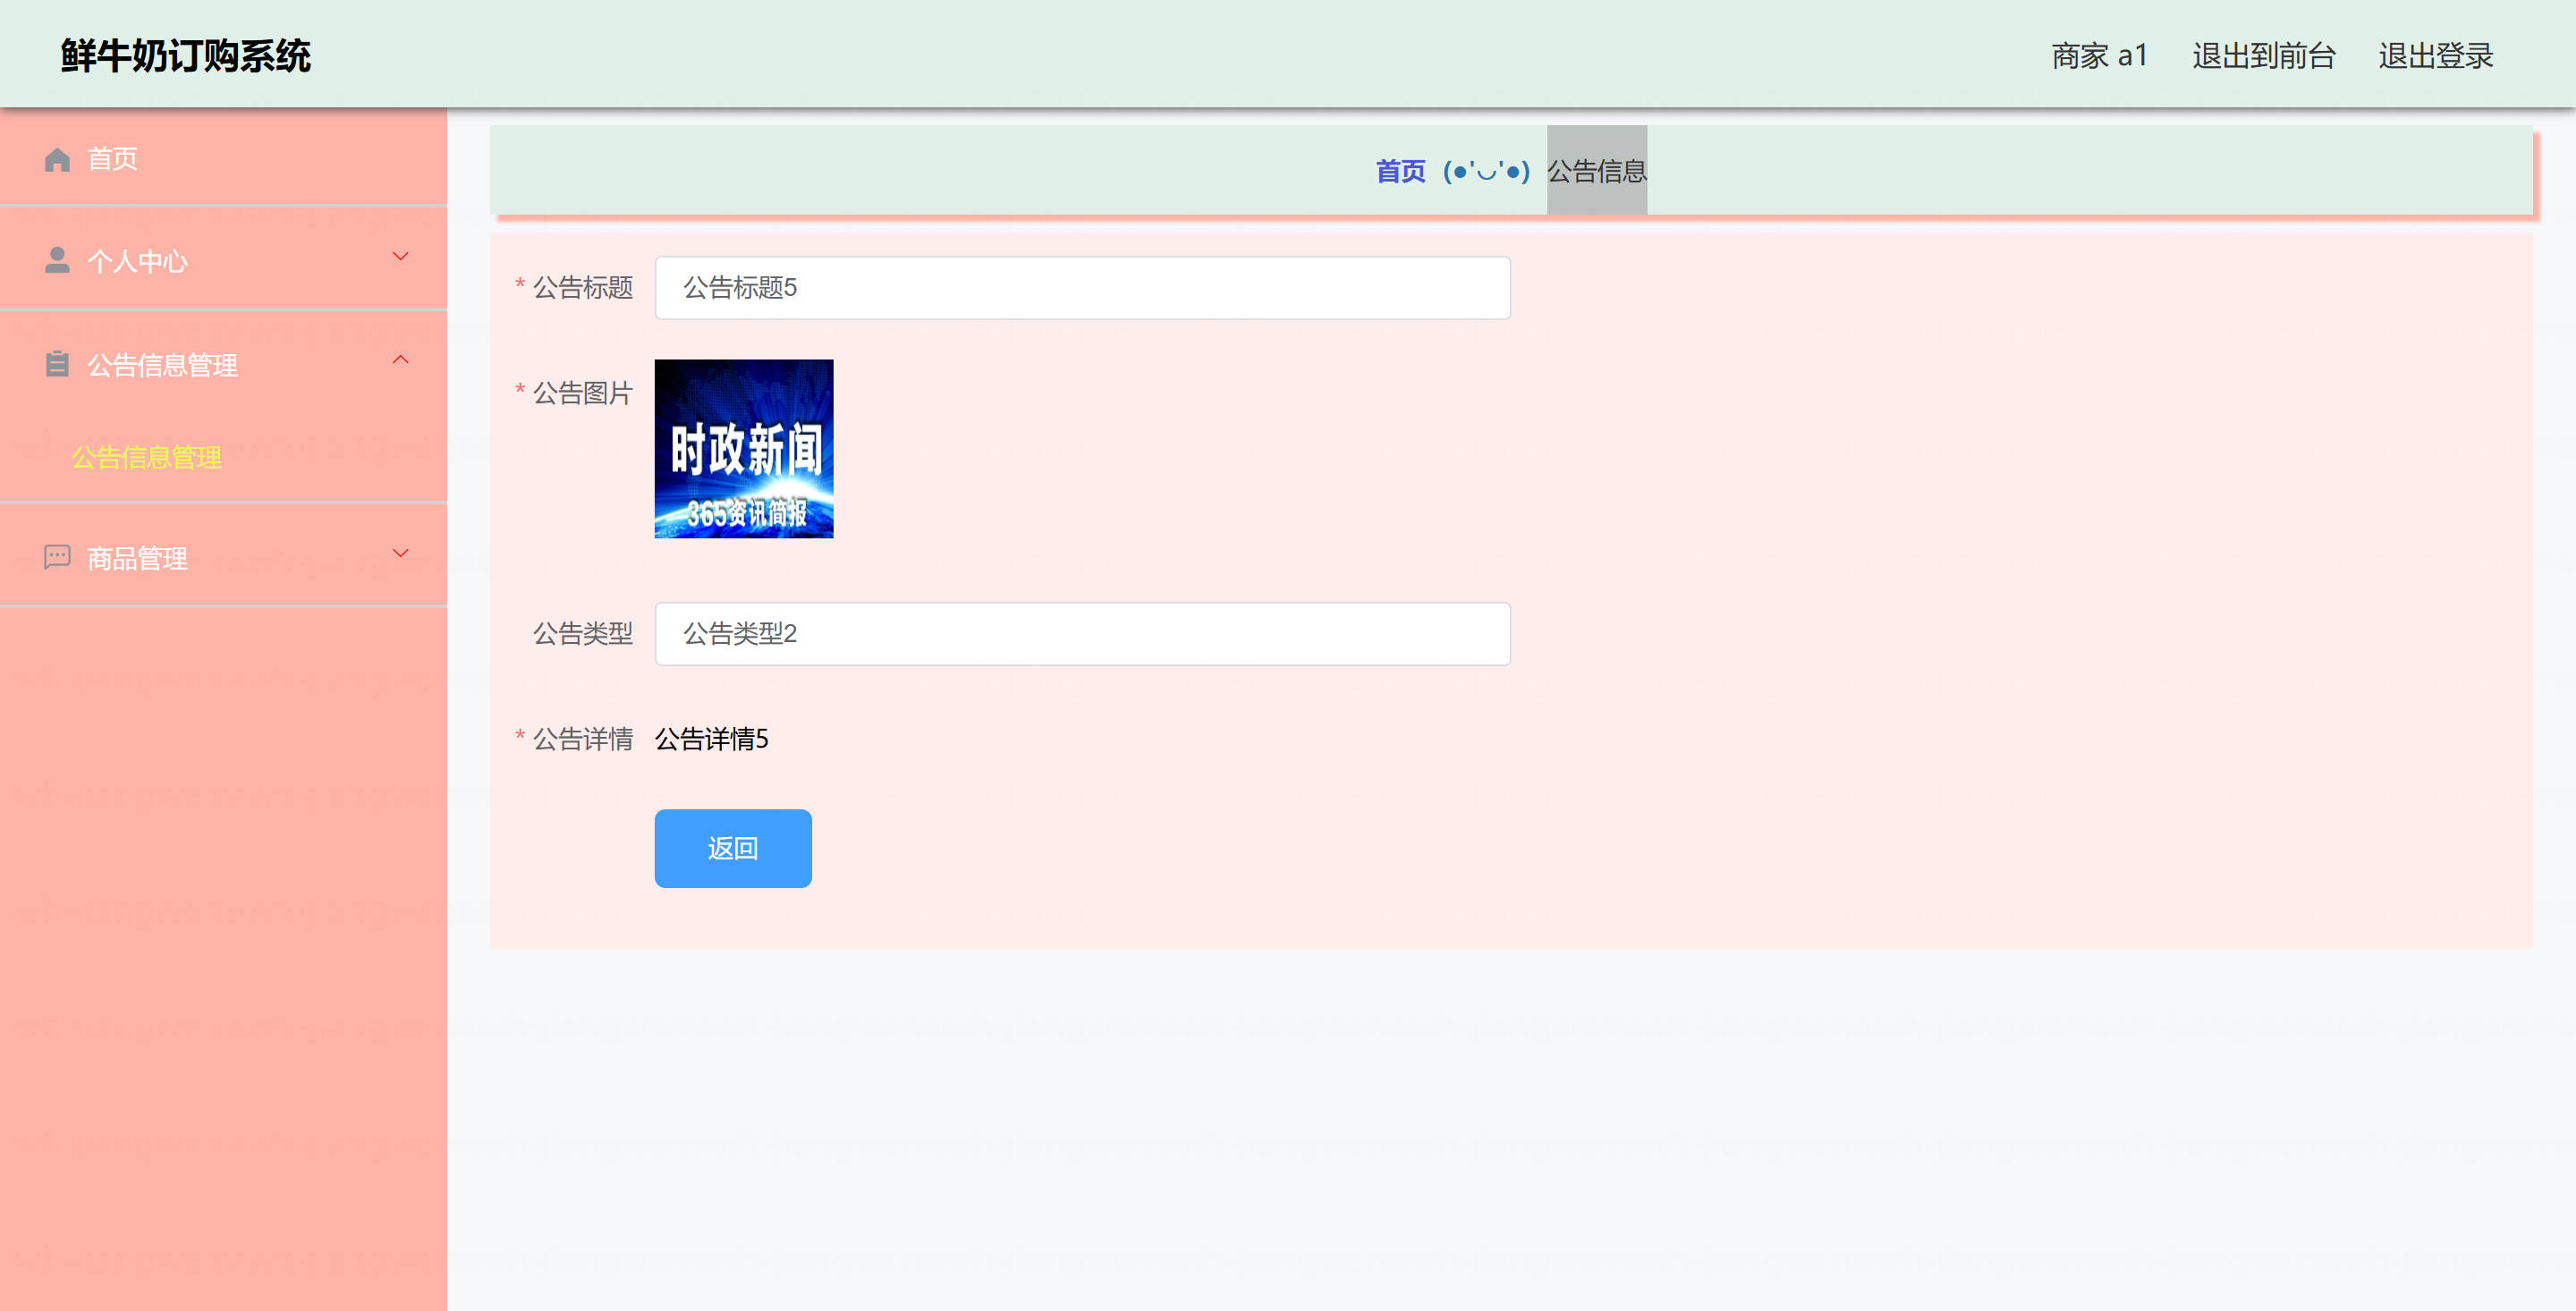 鲜牛奶订购系统
商家 a1 退出到前台 退出登录
首页
个人中心
公告信息管理
公告信息管理
商品管理
首页 (●'◡'●) 公告信息
* 公告标题 公告标题5
* 公告图片
时政新闻
365资讯简报
公告类型 公告类型2
* 公告详情 公告详情5
返回